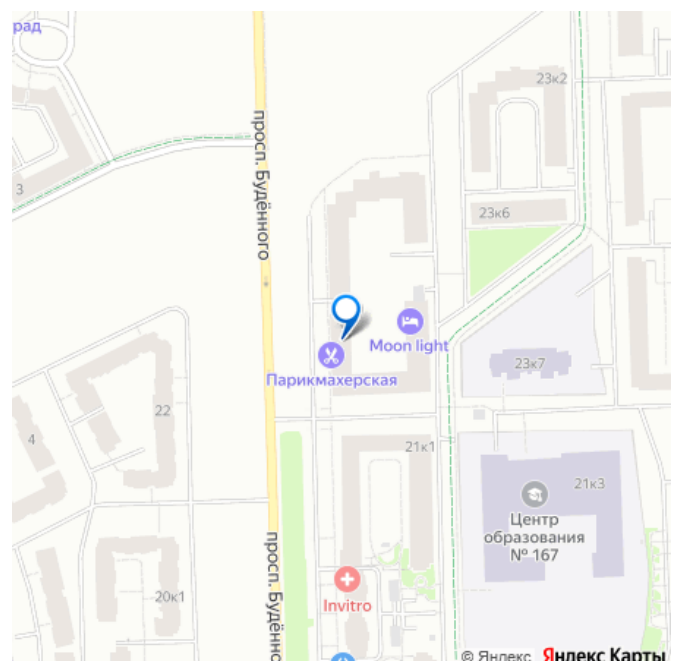 рад
23к2
просп. Будённого
3
23к6
Moon light
Парикмахерская
23к7
22
4
21к1
21к3
Центр
образования
№ 167
просп. Будённо
20к1
Invitro
© Яндекс Яндекс Карты